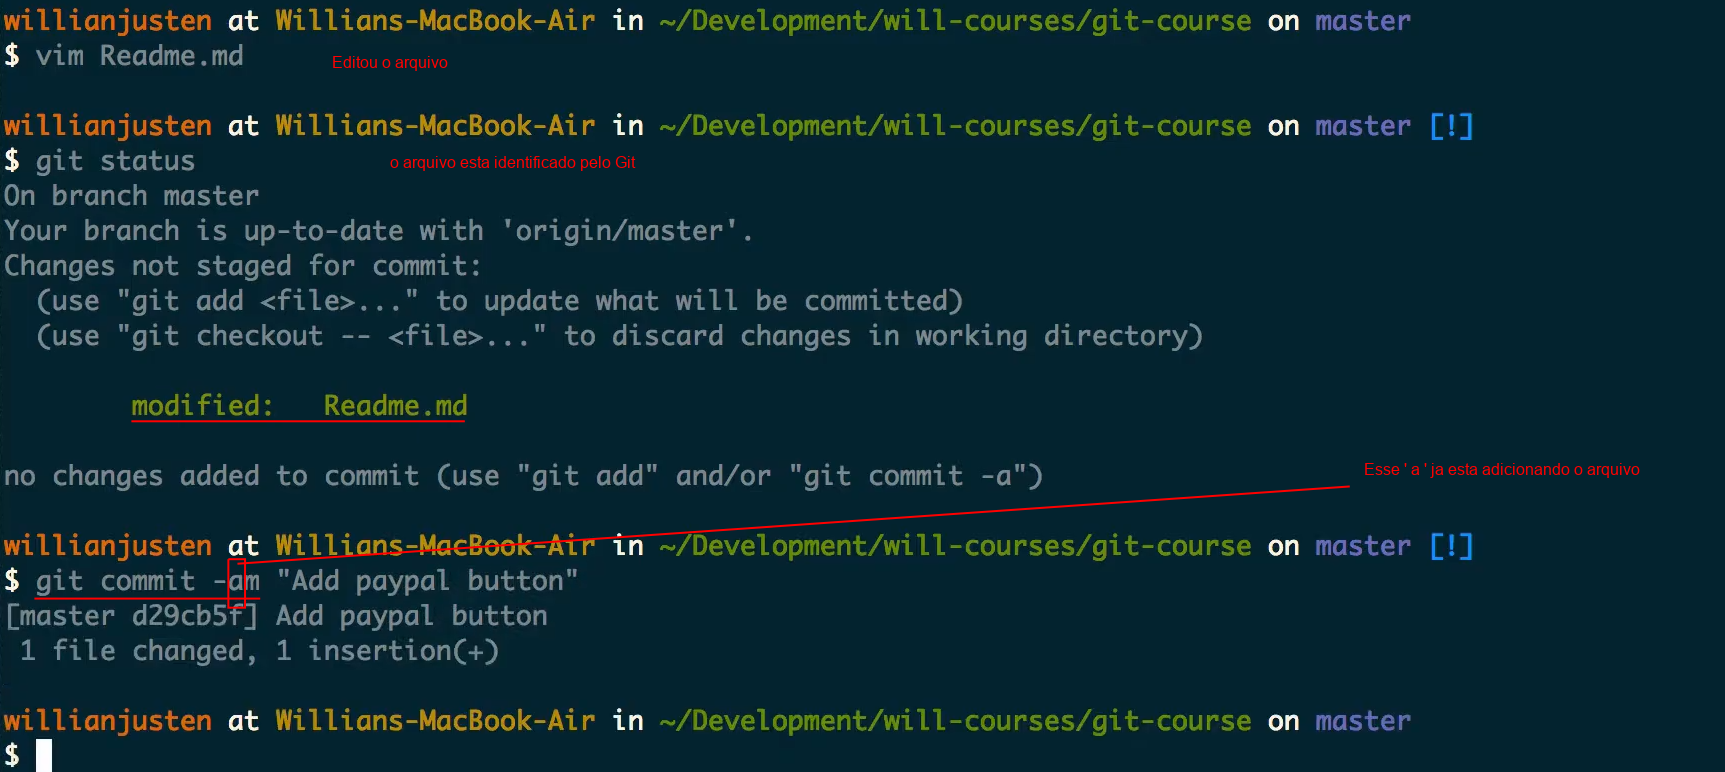 willianjusten at Willians-MacBook-Air in ~/Development/will-courses/git-course on master
$ vim Readme.md
Editou o arquivo
willianjusten at Willians-MacBook-Air in ~/Development/will-courses/git-course on master [!]
$ git status
o arquivo esta identificado pelo Git
On branch master
Your branch is up-to-date with 'origin/master'.
Changes not staged for commit:
  (use "git add <file>..." to update what will be committed)
  (use "git checkout -- <file>..." to discard changes in working directory)
modified:   Readme.md
no changes added to commit (use "git add" and/or "git commit -a")
Esse ' a ' ja esta adicionando o arquivo
willianjusten at Willians-MacBook-Air in ~/Development/will-courses/git-course on master [!]
$ git commit -am "Add paypal button"
[master d29cb5f] Add paypal button
 1 file changed, 1 insertion(+)
willianjusten at Willians-MacBook-Air in ~/Development/will-courses/git-course on master
$